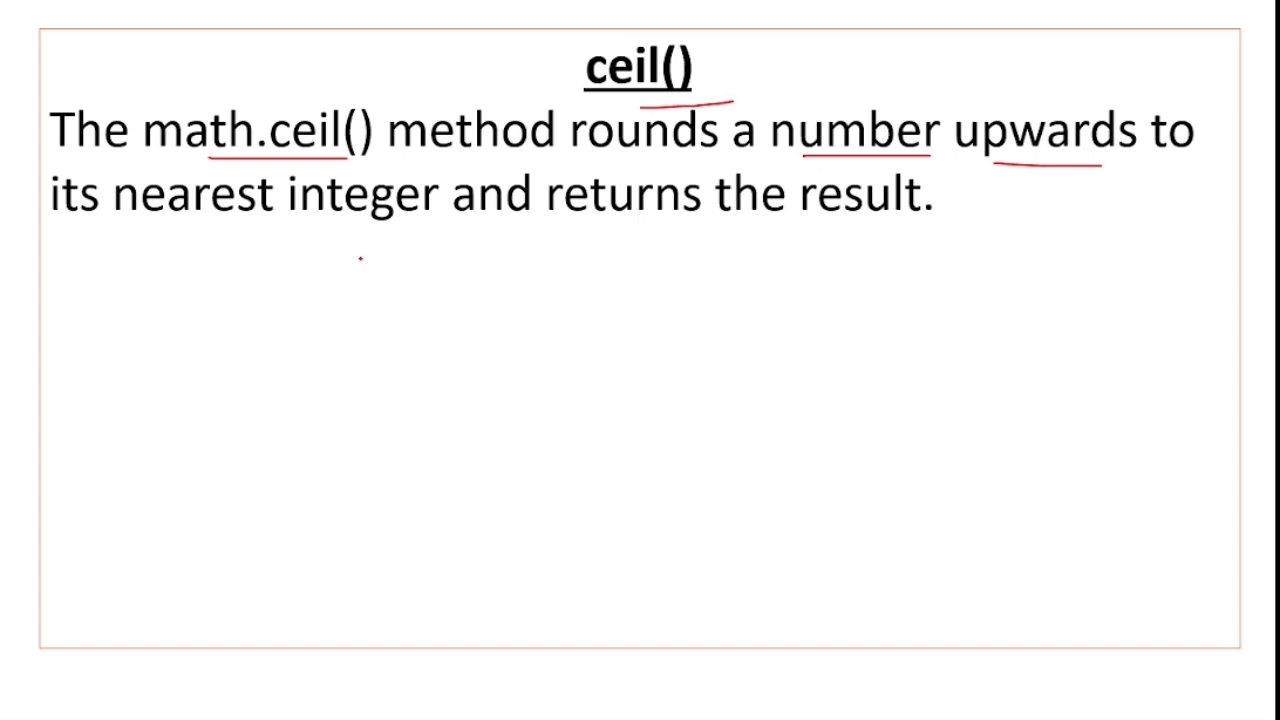 ceil()
The math.ceil() method rounds a number upwards to
its nearest integer and returns the result.